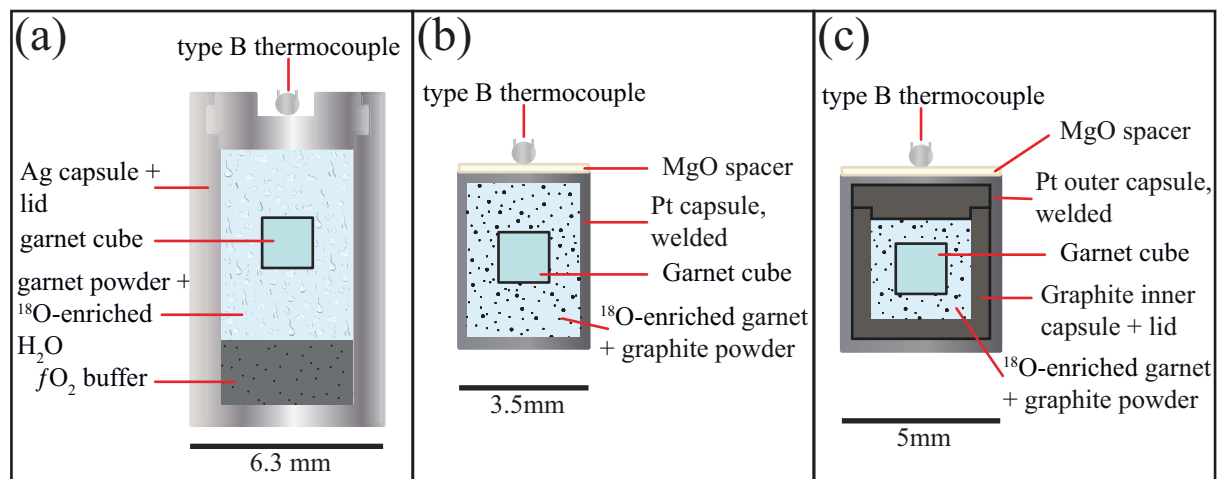 (a)
type B thermocouple
Ag capsule +
lid
garnet cube
garnet powder +
¹⁸O-enriched
H₂O
fO₂ buffer
6.3 mm
(b)
type B thermocouple
MgO spacer
Pt capsule,
welded
Garnet cube
¹⁸O-enriched garnet
+ graphite powder
3.5mm
(c)
type B thermocouple
MgO spacer
Pt outer capsule,
welded
Garnet cube
Graphite inner
capsule + lid
¹⁸O-enriched garnet
+ graphite powder
5mm